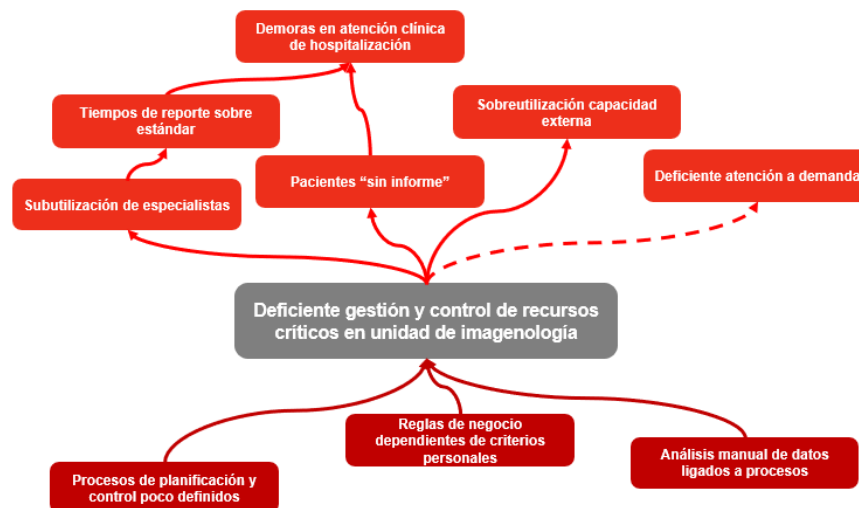 Demoras en atención clínica
de hospitalización
Tiempos de reporte sobre
estándar
Sobreutilización capacidad
externa
Pacientes “sin informe”
Deficiente atención a demanda
Subutilización de especialistas
Deficiente gestión y control de recursos
críticos en unidad de imagenología
Reglas de negocio
dependientes de criterios
personales
Análisis manual de datos
ligados a procesos
Procesos de planificación y
control poco definidos